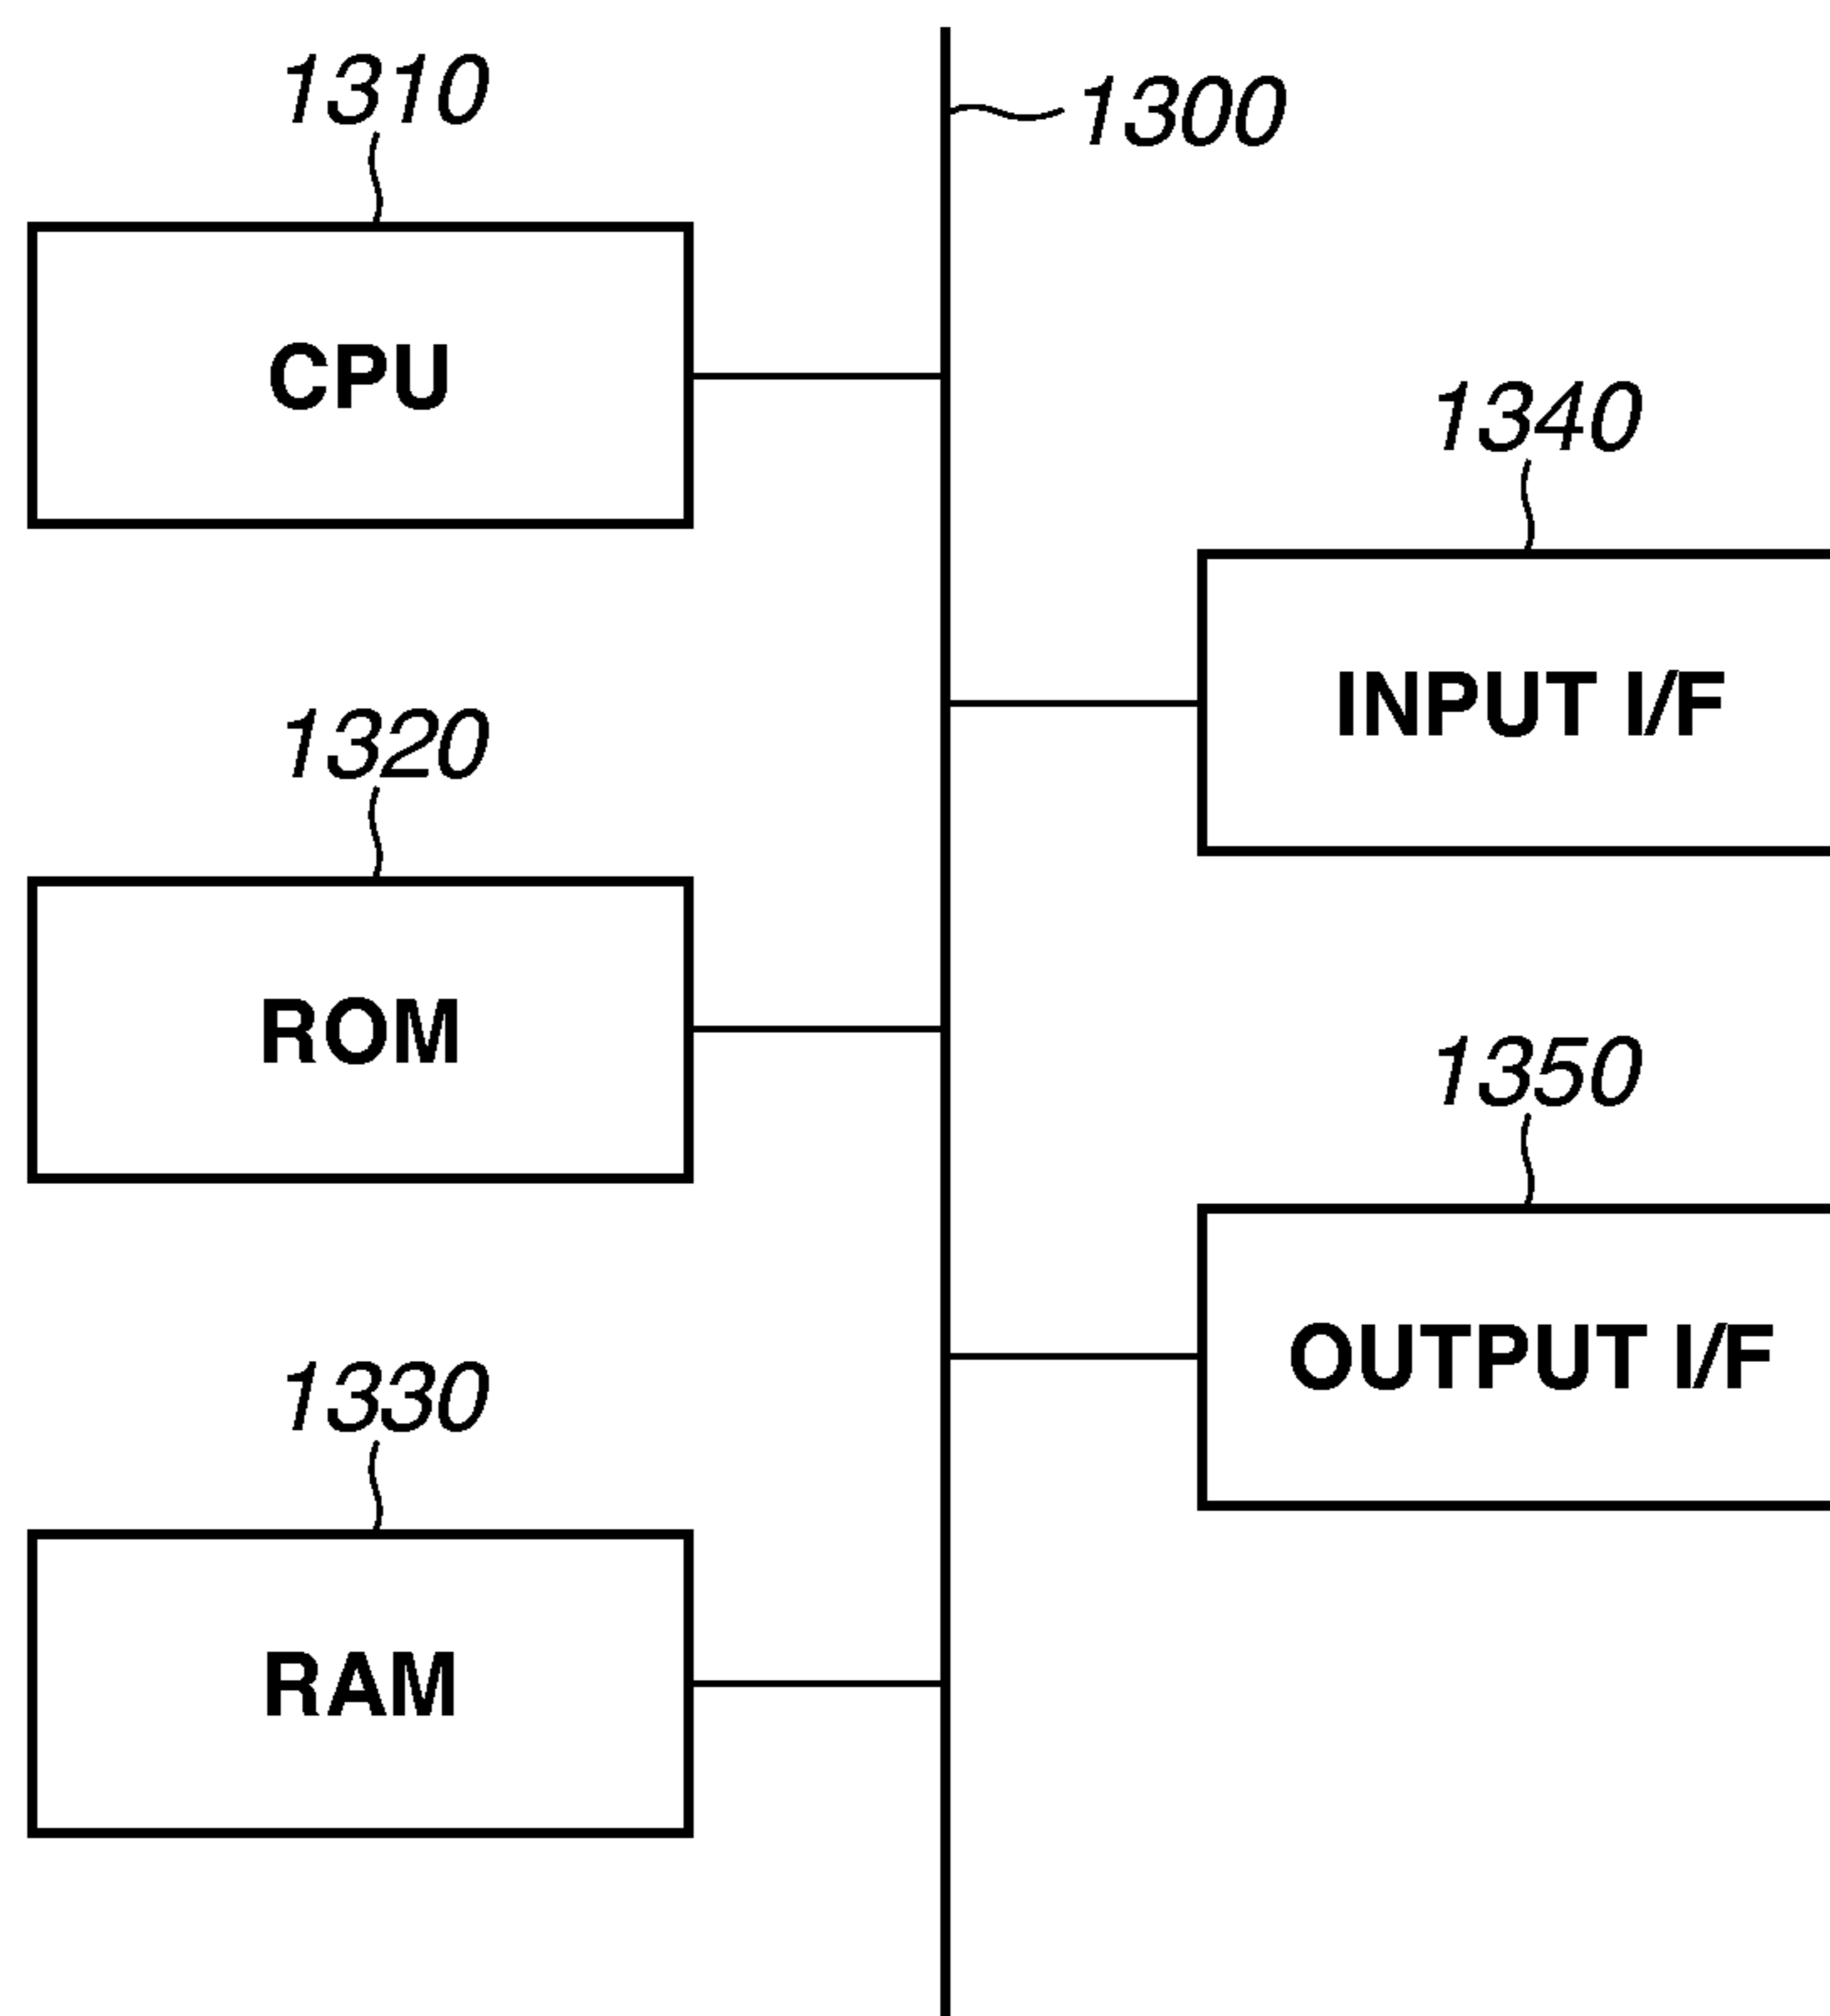 1310
1300
CPU
1340
INPUT I/F
1320
ROM
1350
OUTPUT I/F
1330
RAM